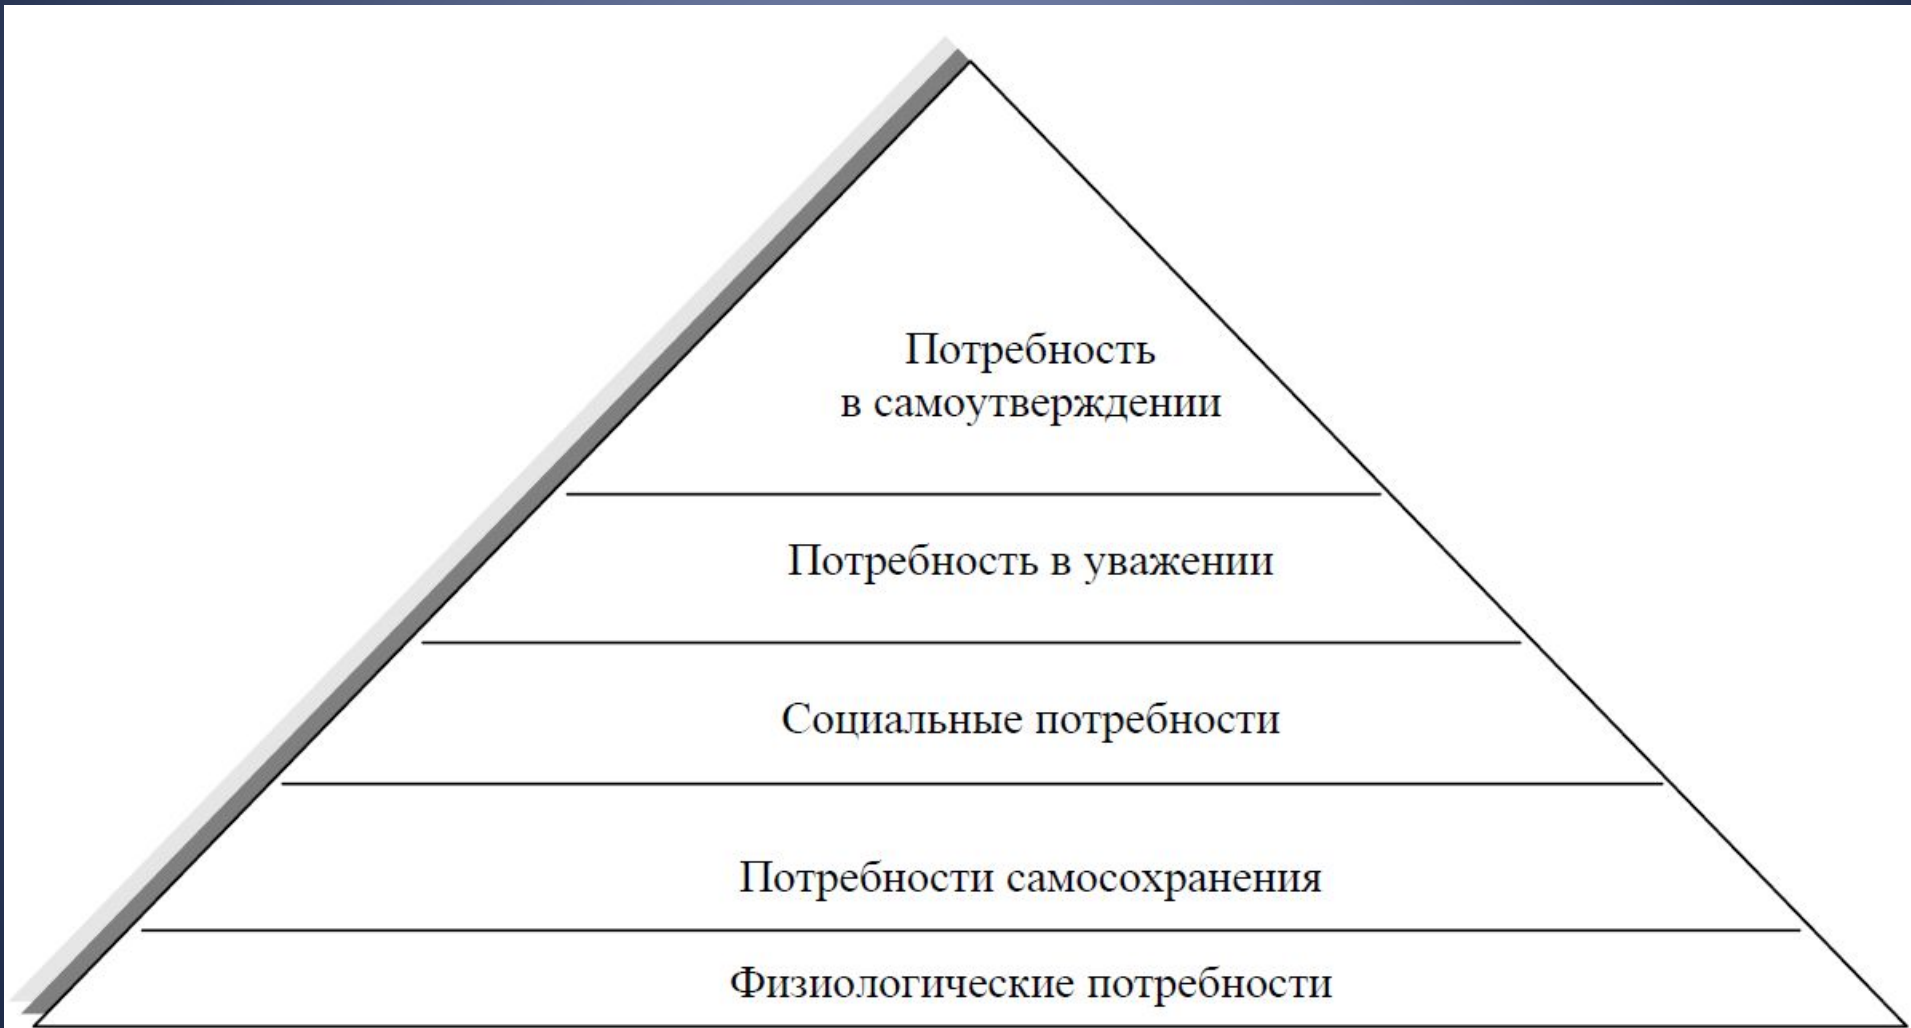 Потребность
в самоутверждении
Потребность в уважении
Социальные потребности
Потребности самосохранения
Физиологические потребности